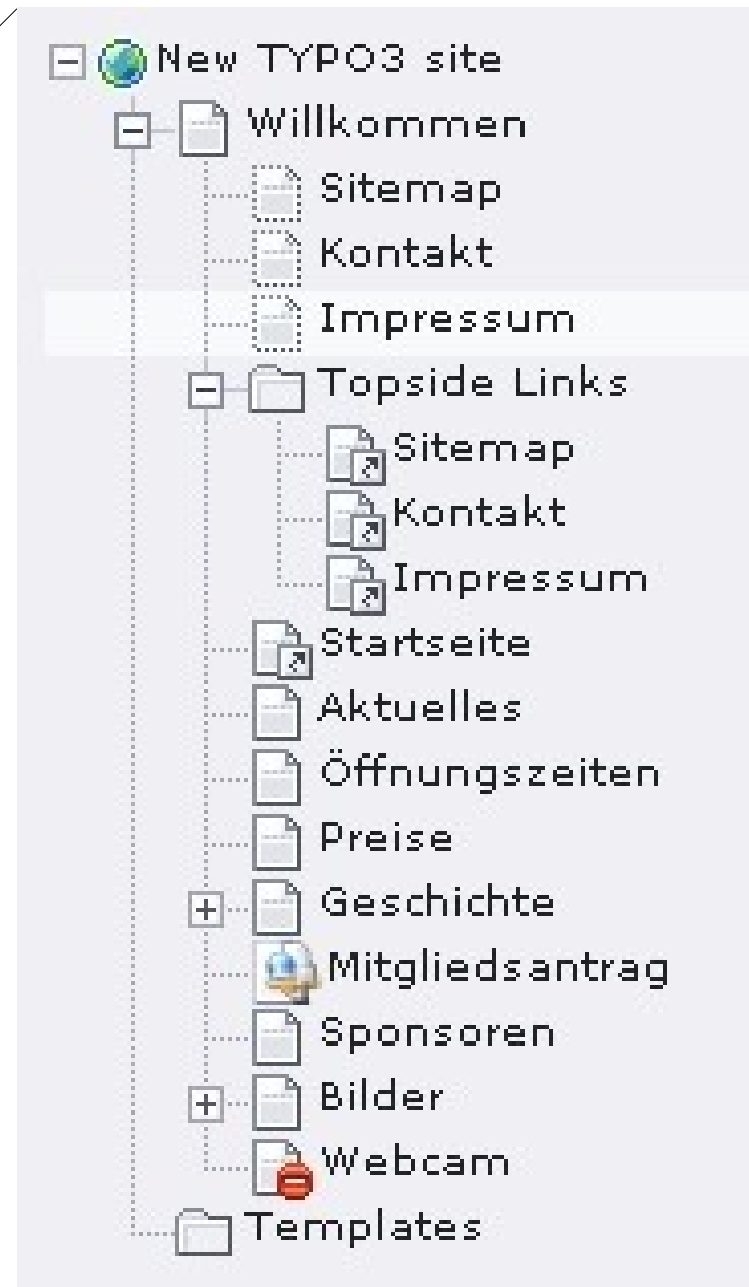 New TYPO3 site
Willkommen
Sitemap
Kontakt
Impressum
Topside Links
Sitemap
Kontakt
Impressum
Startseite
Aktuelles
Öffnungszeiten
Preise
Geschichte
Mitgliedsantrag
Sponsoren
Bilder
Webcam
Templates